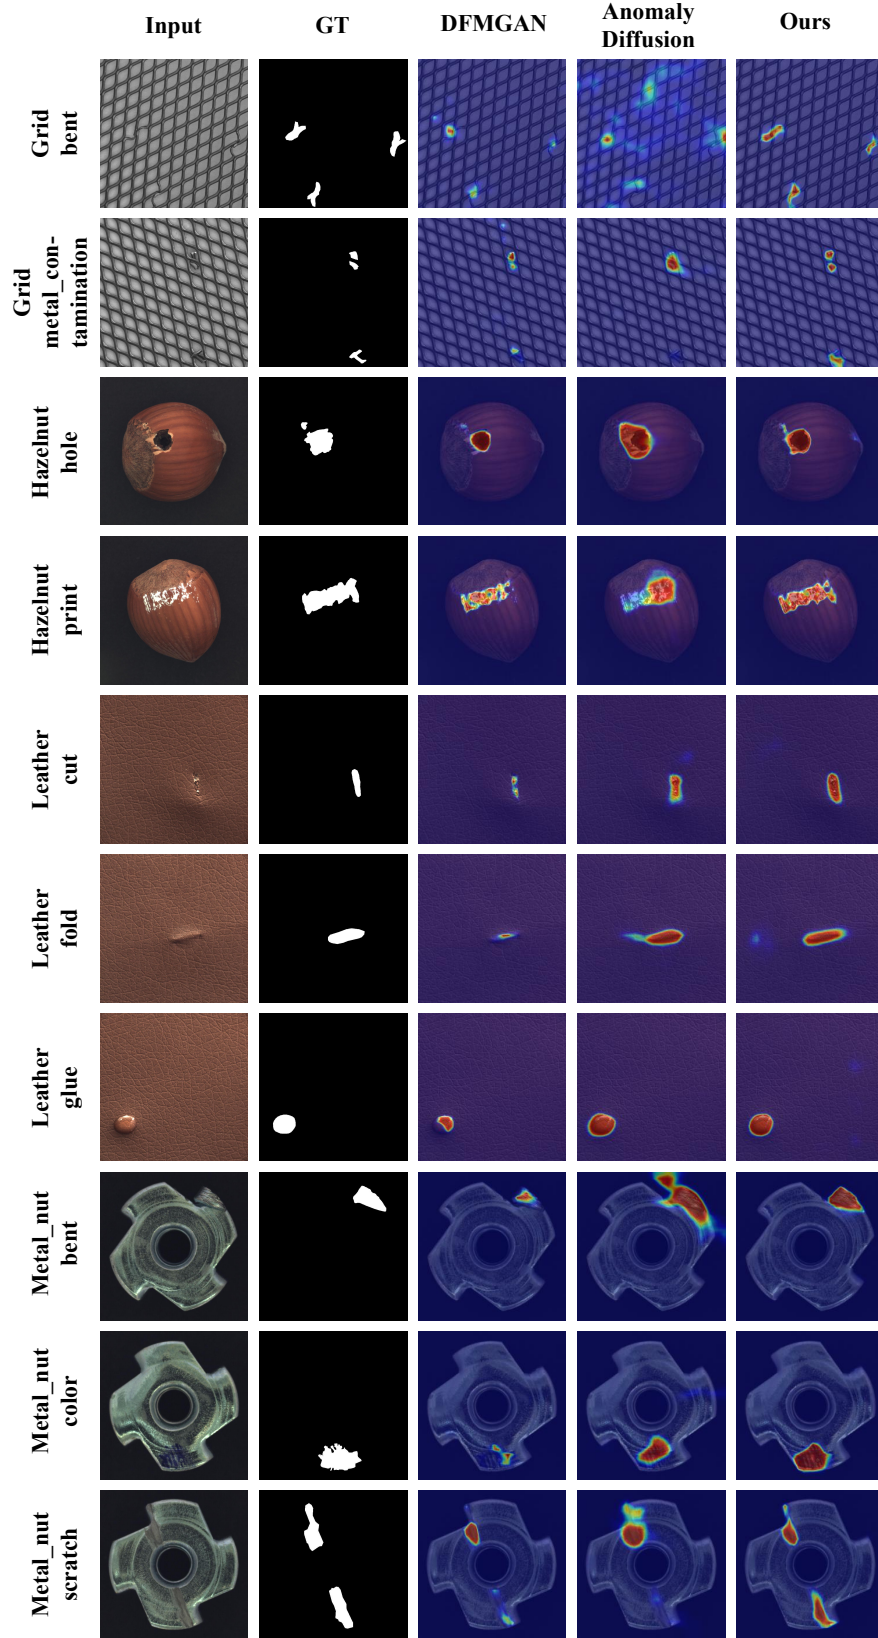 Input
GT
DFMGAN
Anomaly
Diffusion
Ours
Grid
bent
Grid
metal_con-
tamination
Hazelnut
hole
Hazelnut
print
Leather
cut
Leather
fold
Leather
glue
Metal_nut
bent
Metal_nut
color
Metal_nut
scratch